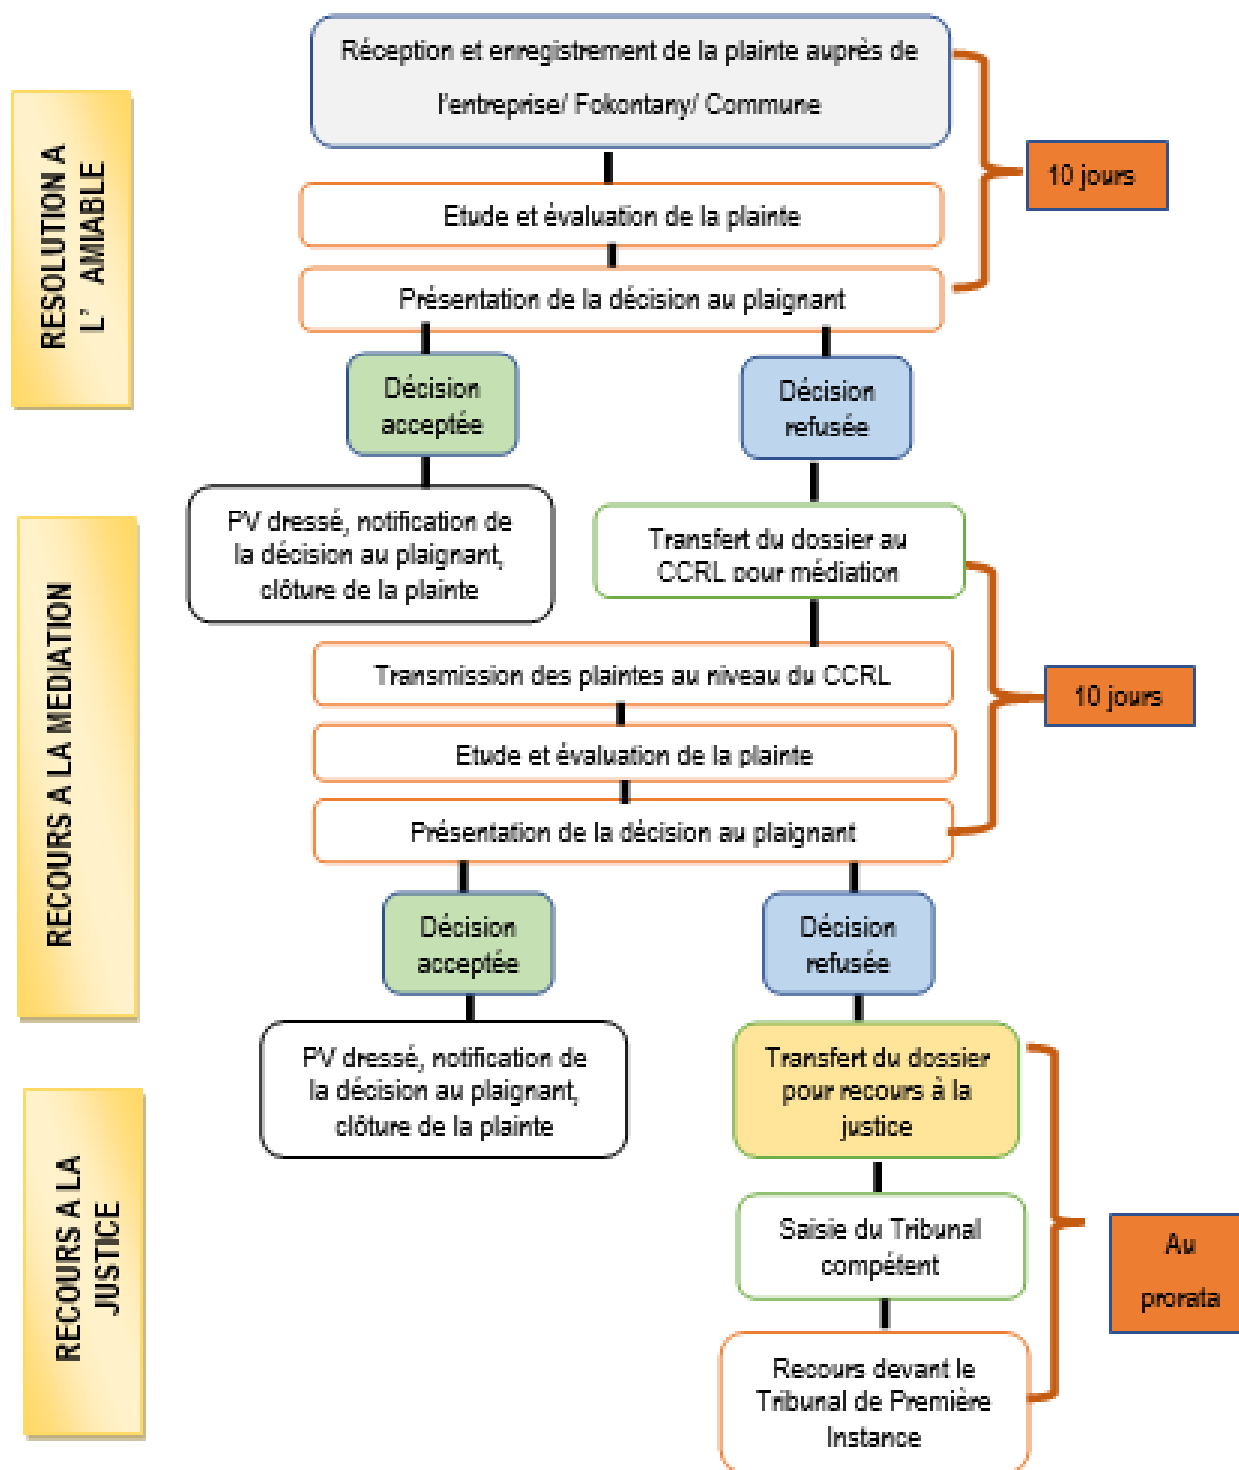 Réception et enregistrement de la plainte auprès de
l'entreprise/ Fokontany/ Commune
10 jours
RESOLUTION A
L' AMIABLE
Etude et évaluation de la plainte
Présentation de la décision au plaignant
Décision
acceptée
Décision
refusée
PV dressé, notification de
la décision au plaignant,
clôture de la plainte
Transfert du dossier au
CCRL pour médiation
RECOURS A LA MEDIATION
Transmission des plaintes au niveau du CCRL
10 jours
Etude et évaluation de la plainte
Présentation de la décision au plaignant
Décision
acceptée
Décision
refusée
PV dressé, notification de
la décision au plaignant,
clôture de la plainte
Transfert du dossier
pour recours à la
justice
RECOURS A LA
JUSTICE
Saisie du Tribunal
compétent
Au
prorata
Recours devant le
Tribunal de Première
Instance